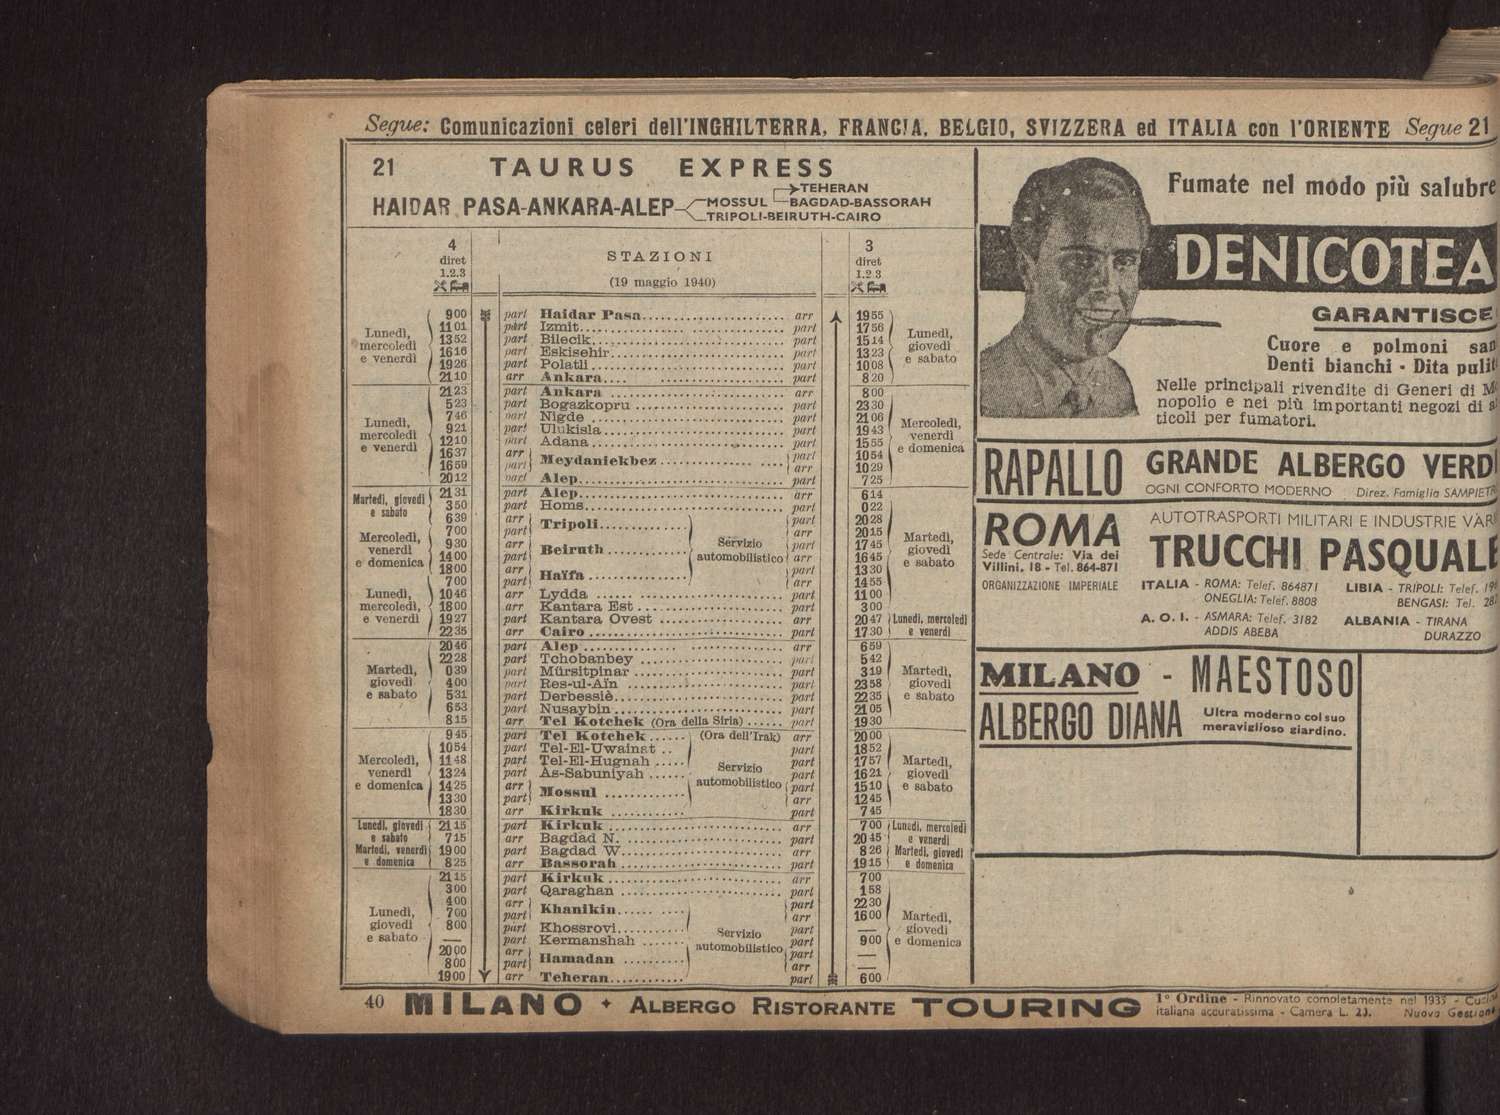 Segue: Comunicazioni celeri dell'INGHILTERRA, FRANCIA, BELGIO, SVIZZERA ed ITALIA con l'ORIENTE Segue 21
21 TAURUS EXPRESS
HAIDAR PASA-ANKARA-ALEP
TEHERAN
MOSSUL BAGDAD-BASSORAH
TRIPOLI-BEIRUTH-CAIRO
4 diret 1.2.3
STAZIONI
(19 maggio 1940)
3 diret 1.2 3
Lunedì, mercoledì e venerdì
9 00 part Haidar Pasa arr 19 55
11 01 part Izmit part 17 56
13 52 part Bilecik part 15 14
16 16 part Eskisehir part 13 23
19 26 part Polatli part 10 08
21 10 arr Ankara part 8 20
Lunedì, giovedì e sabato
Lunedì, mercoledì e venerdì
21 23 part Ankara arr 8 00
5 23 part Bogazkopru part 23 30
7 46 part Nigde part 21 06
9 21 part Ulukisla part 19 43
12 10 part Adana part 15 55
16 37 arr Meydaniekbez part 10 54
16 59 part arr 10 29
20 12 part Alep part 7 25
Mercoledì, venerdì e domenica
Martedì, giovedì e sabato
21 31 part Alep arr 6 14
3 50 part Homs part 0 22
6 39 arr Tripoli part 20 28
Mercoledì, venerdì e domenica
7 00 part arr 20 15
9 30 arr Beiruth part 17 45
14 00 part arr 16 45
18 00 arr Haïfa part 13 30
Servizio automobilistico
Lunedì, mercoledì, e venerdì
7 00 part arr 14 55
10 46 arr Lydda part 11 00
18 00 arr Kantara Est part 3 00
19 27 part Kantara Ovest part 20 47
22 35 arr Cairo part 17 30
Martedì, giovedì e sabato
Lunedì, mercoledì e venerdì
Martedì, giovedì e sabato
20 46 part Alep arr 6 59
22 28 part Tchobanbey part 5 42
0 39 part Mürsitpinar part 3 19
4 00 part Res-ul-Aïn part 23 58
5 31 part Derbessiè part 22 35
6 53 part Nusaybin part 21 05
8 15 arr Tel Kotchek (Ora della Siria) part 19 30
Martedì, giovedì e sabato
Mercoledì, venerdì e domenica
9 45 part Tel Kotchek (Ora dell'Irak) arr 20 00
10 54 part Tel-El-Uwainat part 18 52
11 48 part Tel-El-Hugnah part 17 57
13 24 part As-Sabuniyah part 16 21
14 25 arr Mossul part 15 10
13 30 part arr 12 45
18 30 arr Kirkuk part 7 45
Servizio automobilistico
Martedì, giovedì e sabato
Lunedì, giovedì e sabato
21 15 part Kirkuk arr 7 00
7 15 arr Bagdad N. part 20 45
Lunedì, mercoledì e venerdì
Martedì, venerdì e domenica
19 00 part Bagdad W. arr 8 26
8 25 arr Bassorah part 19 15
Martedì, giovedì e domenica
Lunedì, giovedì e sabato
21 15 part Kirkuk arr 7 00
3 00 part Qaraghan part 1 58
4 00 arr Khanikin part 22 30
7 00 part arr 16 00
8 00 part Khossrovi part —
— part Kermanshah part 9 00
20 00 arr Hamadan part —
8 00 part arr —
19 00 arr Teheran part 6 00
Servizio automobilistico
Martedì, giovedì e domenica
Fumate nel modo più salubre
DENICOTEA
GARANTISCE
Cuore e polmoni
Denti bianchi - Dita
Nelle principali rivendite di Generi di
nopolio e nei più importanti negozi di
ticoli per fumatori.
RAPALLO GRANDE ALBERGO VERDI
OGNI CONFORTO MODERNO Direz. Famiglia
ROMA
Sede Centrale: Via dei
Villini, 18 - Tel. 864-871
ORGANIZZAZIONE IMPERIALE
AUTOTRASPORTI MILITARI E INDUSTRIE
TRUCCHI PASQUALE
ITALIA - ROMA: Telef. 864871
ONEGLIA: Telef. 8808
LIBIA - TRIPOLI: Telef.
BENGASI: Tel.
A. O. I. - ASMARA: Telef. 3182
ADDIS ABEBA
ALBANIA - TIRANA
DURAZZO
MILANO - MAESTOSO
ALBERGO DIANA
Ultra moderno col suo
meraviglioso giardino.
40 MILANO ✦ ALBERGO RISTORANTE TOURING
1° Ordine - Rinnovato completamente nel 1933 -
italiana accuratissima - Camera L. 20. Nuova Gestione